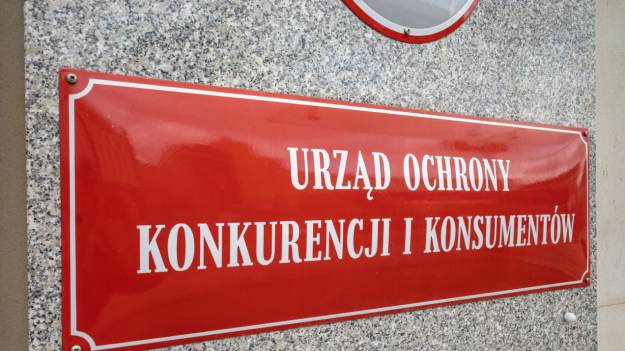 URZĄD OCHRONY
KONKURENCJI I KONSUMENTÓW